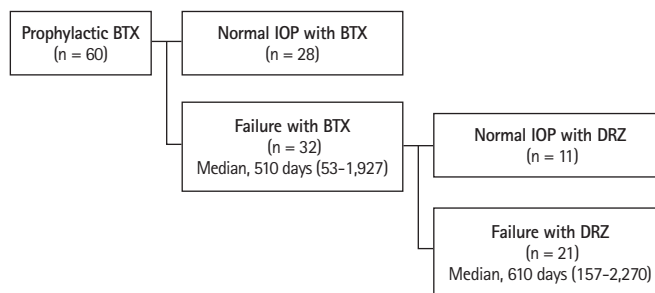 Prophylactic BTX
(n = 60)
Normal IOP with BTX
(n = 28)
Failure with BTX
(n = 32)
Median, 510 days (53-1,927)
Normal IOP with DRZ
(n = 11)
Failure with DRZ
(n = 21)
Median, 610 days (157-2,270)